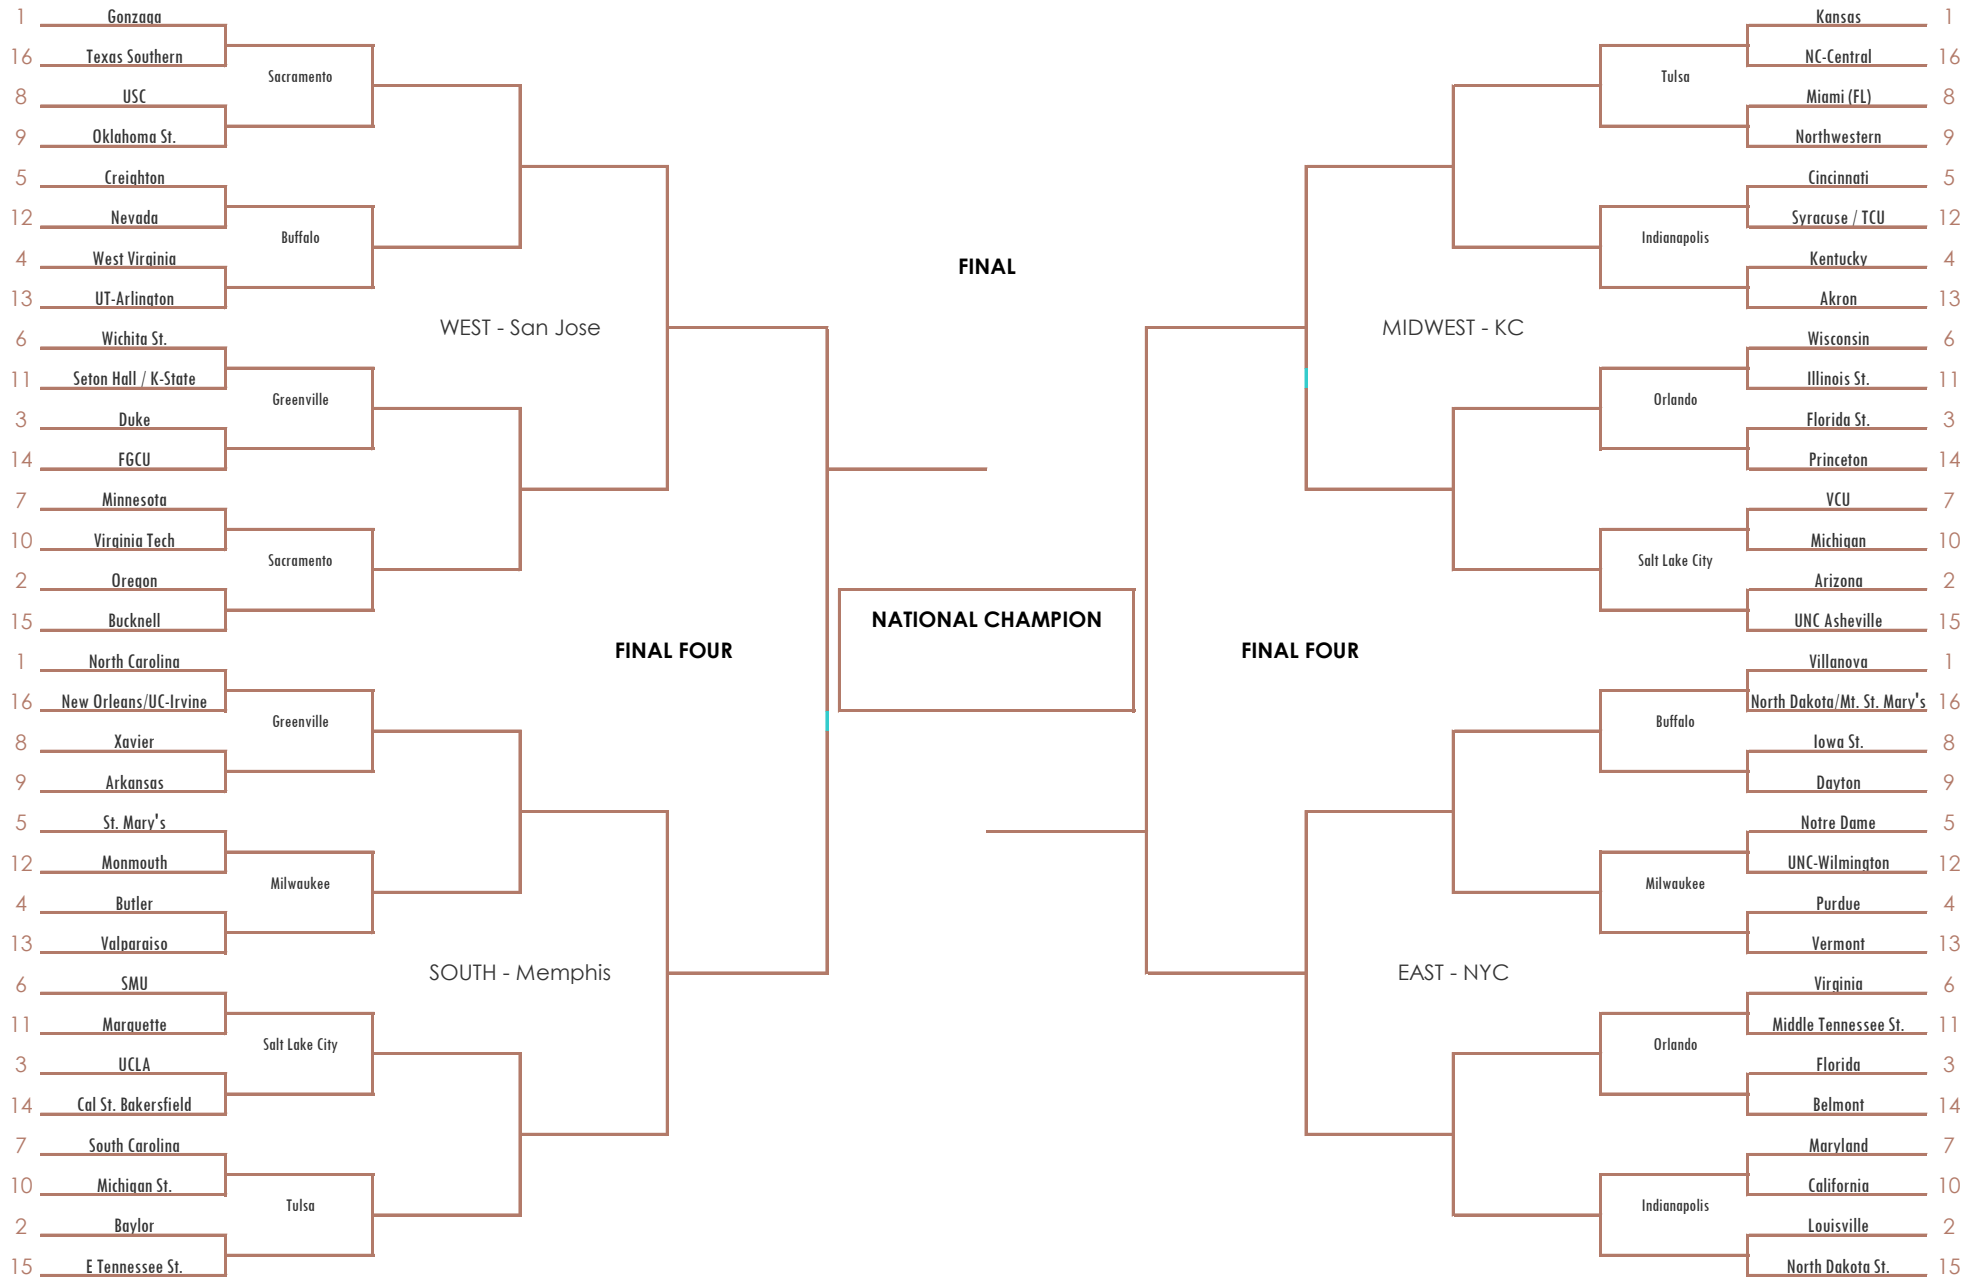 1 Gonzaga
16 Texas Southern
Sacramento
8 USC
9 Oklahoma St.
5 Creighton
12 Nevada
Buffalo
4 West Virginia
13 UT-Arlington
WEST - San Jose
6 Wichita St.
11 Seton Hall / K-State
Greenville
3 Duke
14 FGCU
7 Minnesota
10 Virginia Tech
Sacramento
2 Oregon
15 Bucknell
FINAL FOUR
1 North Carolina
16 New Orleans/UC-Irvine
Greenville
8 Xavier
9 Arkansas
5 St. Mary's
12 Monmouth
Milwaukee
4 Butler
13 Valparaiso
SOUTH - Memphis
6 SMU
11 Marquette
Salt Lake City
3 UCLA
14 Cal St. Bakersfield
7 South Carolina
10 Michigan St.
Tulsa
2 Baylor
15 E Tennessee St.
FINAL
NATIONAL CHAMPION
Kansas 1
NC-Central 16
Tulsa
Miami (FL) 8
Northwestern 9
Cincinnati 5
Syracuse / TCU 12
Indianapolis
Kentucky 4
Akron 13
MIDWEST - KC
Wisconsin 6
Illinois St. 11
Orlando
Florida St. 3
Princeton 14
VCU 7
Michigan 10
Salt Lake City
Arizona 2
UNC Asheville 15
FINAL FOUR
Villanova 1
North Dakota/Mt. St. Mary's 16
Buffalo
Iowa St. 8
Dayton 9
Notre Dame 5
UNC-Wilmington 12
Milwaukee
Purdue 4
Vermont 13
EAST - NYC
Virginia 6
Middle Tennessee St. 11
Orlando
Florida 3
Belmont 14
Maryland 7
California 10
Indianapolis
Louisville 2
North Dakota St. 15